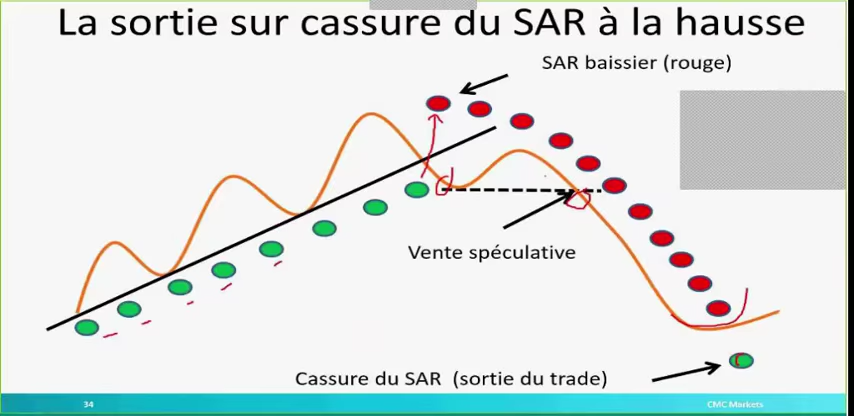 La sortie sur cassure du SAR à la hausse
SAR baissier (rouge)
Vente spéculative
Cassure du SAR (sortie du trade)
34
CMC Markets